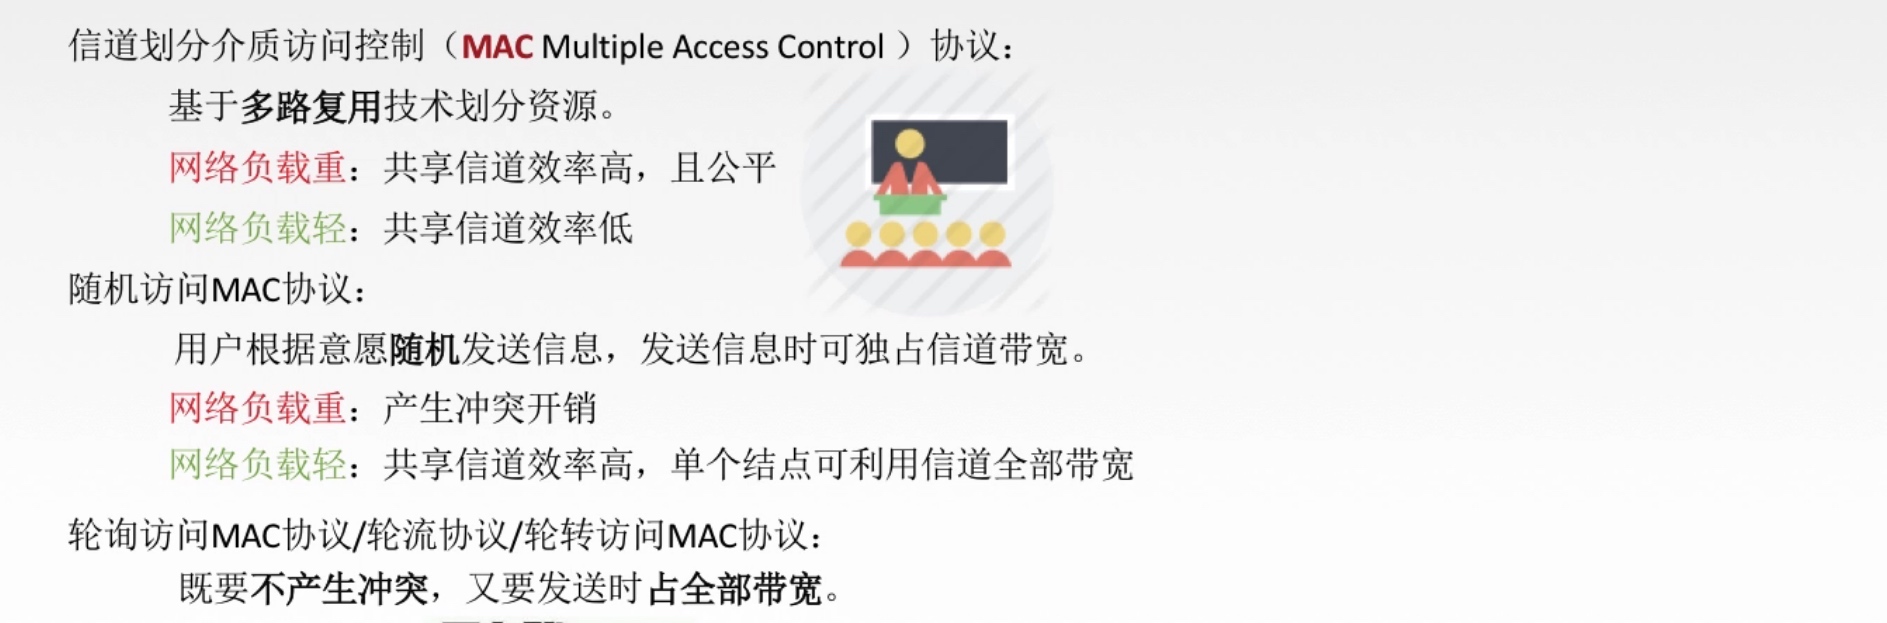 信道划分介质访问控制（MAC Multiple Access Control ）协议：
基于多路复用技术划分资源。
网络负载重：共享信道效率高，且公平
网络负载轻：共享信道效率低
随机访问MAC协议：
用户根据意愿随机发送信息，发送信息时可独占信道带宽。
网络负载重：产生冲突开销
网络负载轻：共享信道效率高，单个结点可利用信道全部带宽
轮询访问MAC协议/轮流协议/轮转访问MAC协议：
既要不产生冲突，又要发送时占全部带宽。